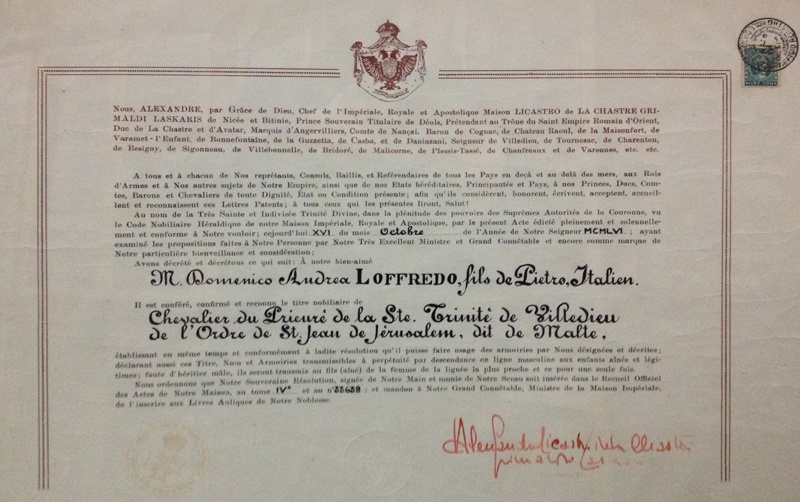 Nous, ALEXANDRE, par Grâce de Dieu, Chef de l'Impériale, Royale et Apostolique Maison LICASTRO de LA CHASTRE GRI-
MALDI LASKARIS de Nicée et Bitinie, Prince Souverain Titulaire de Déols, Prétendant au Trône du Saint Empire Romain d'Orient,
Duc de La Chastre et d'Avatar, Marquis d'Angervilliers, Comte de Nançai, Baron de Cognac, de Chateau Raoul, de la Maisonfort, de
Varamet-l'Enfant, de Bonnefontaine, de la Guzzetta, de Casba, et de Daniazani, Seigneur de Villedieu, de Tournesac, de Charenton,
de Besigny, de Sigonneau, de Villebonnelle, de Bridoré, de Malicorne, de Plessis-Tassé, de Chanfreaux et de Varennes, etc. etc.
A tous et à chacun de Nos reprétants, Consuls, Baillis, et Reférendaires de tous les Pays en deçà et au delà des mers, aux Rois
d'Armes et à Nos autres sujets de Notre Empire, ainsi que de nos Etats héréditaires, Principautés et Pays, à nos Princes, Ducs, Com-
tes, Barons et Chevaliers de toute Dignité, Etat ou Condition présente; afin qu'ils considèrent, honorent, écrivent, acceptent, accueil-
lent et reconnaissent ces Lettres Patents; à tous ceux qui les présentes liront, Salut!
Au nom de la Très Sainte et Indivisée Trinité Divine, dans la plénitude des pouvoirs des Suprêmes Autorités de la Couronne, vu
le Code Nobiliaire Héraldique de notre Maison Impériale, Royale et Apostolique, par le présent Acte édicté pleinement et solennelle-
ment et conforme à Notre vouloir; cejourd'hui XVI du mois Octobre de l'Année de Notre Seigneur MCMLVI; ayant
examiné les propositions faites à Notre Personne par Notre Très Excellent Ministre et Grand Connétable, et encore comme marque de
Notre particulière bienveillance et considération;
Avons décrété et décrétons ce qui suit: À notre bien-aimé
M. Domenico Andrea LOFFREDO, fils de Pietro, Italien.
Il est conféré, confirmé et reconnu le titre nobiliaire de
Chevalier du Prieuré de la Ste. Trinité de Villedieu
de l'Ordre de St. Jean de Jérusalem, dit de Malte,
établissant en même temps et conformément à ladite résolution qu'il puisse faire usage des armoiries par Nous désignées et décrites;
déclarant aussi ces Titre, Nom et Armoiries transmissibles à perpétuité par descendance en ligne masculine aux enfants aînés et légi-
times; faute d'héritier mâle, ils seront transmis au fils (aîné) de la femme de la lignée la plus proche et ce pour une seule fois.
Nous ordonnons que Notre Souveraine Résolution, signée de Notre Main et munie de Notre Sceau soit insérée dans le Recueil Officiel
des Actes de Notre Maison, au tome IVº et au nº 33638; et mandon à Notre Grand Connétable, Ministre de la Maison Impériale,
de l'inscrire aux Livres Auliques de Notre Noblesse.